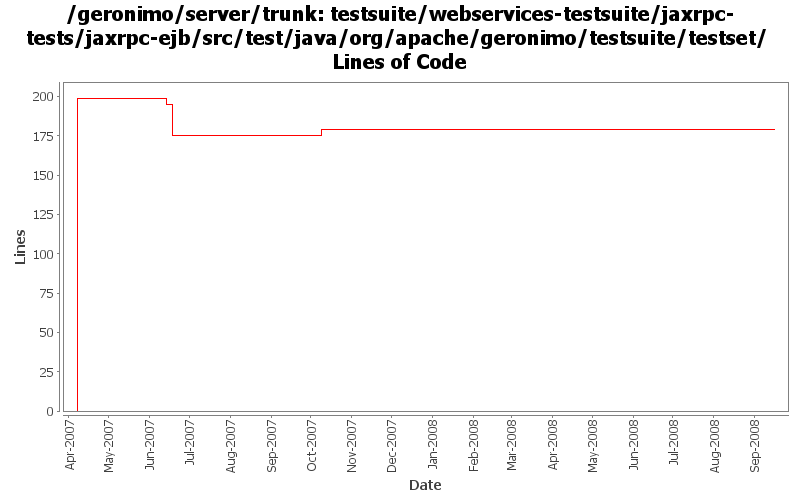 /geronimo/server/trunk: testsuite/webservices-testsuite/jaxrpc-
tests/jaxrpc-ejb/src/test/java/org/apache/geronimo/testsuite/testset/
Lines of Code
200
175
150
125
100
75
50
25
0
Lines
Apr-2007
May-2007
Jun-2007
Jul-2007
Aug-2007
Sep-2007
Oct-2007
Nov-2007
Dec-2007
Jan-2008
Feb-2008
Mar-2008
Apr-2008
May-2008
Jun-2008
Jul-2008
Aug-2008
Sep-2008
Date